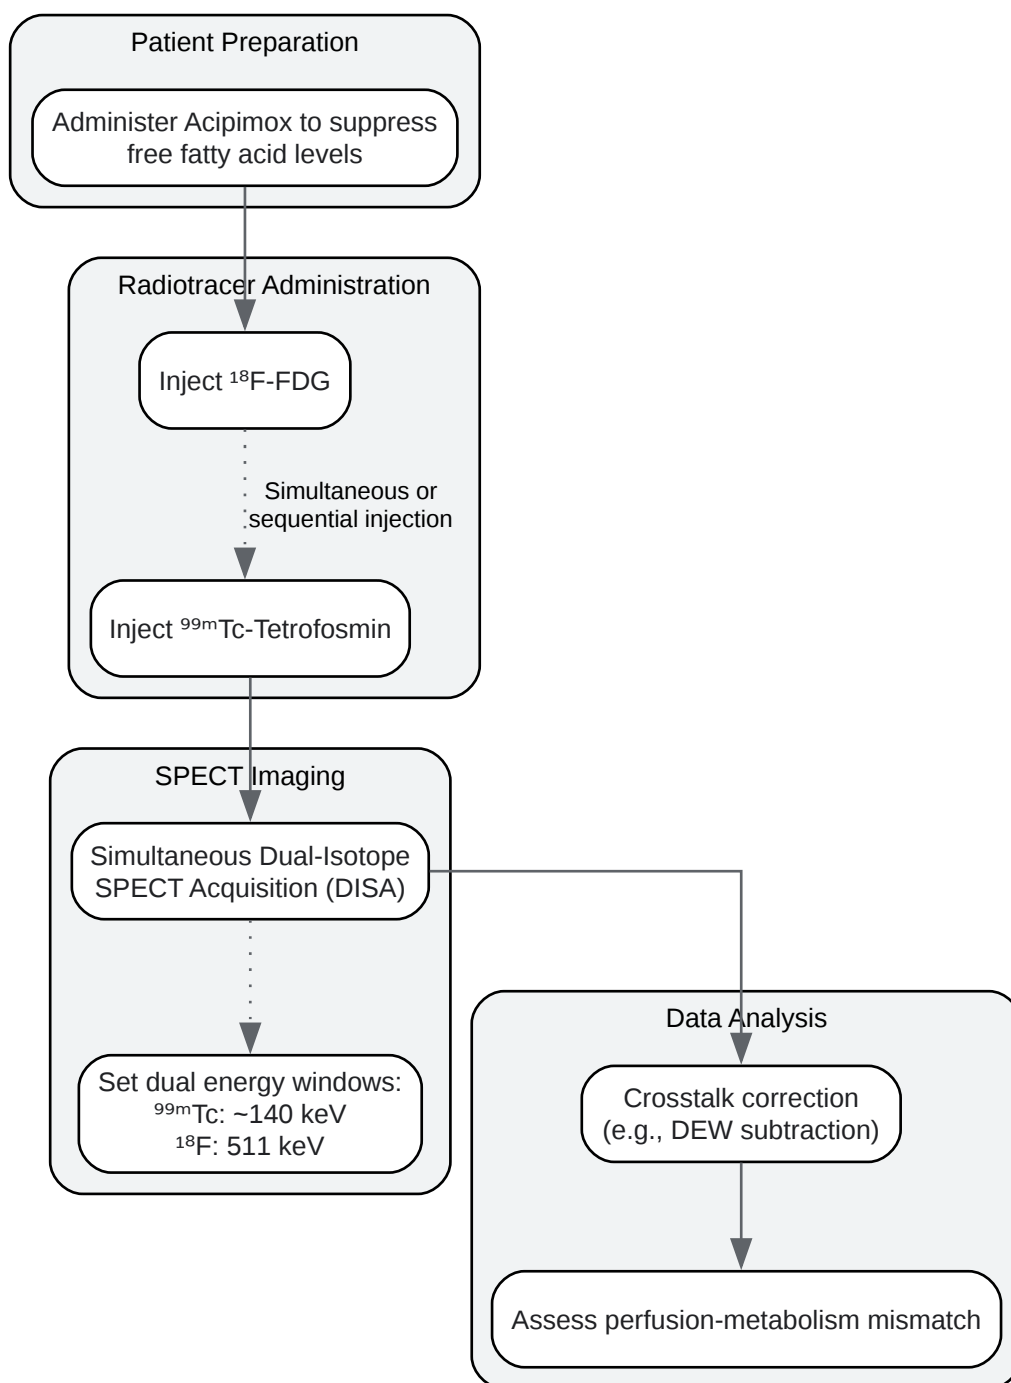 Patient Preparation
Administer Acipimox to suppress
free fatty acid levels
Radiotracer Administration
Inject ¹⁸F-FDG
Simultaneous or
sequential injection
Inject ⁹⁹ᵐTc-Tetrofosmin
SPECT Imaging
Simultaneous Dual-Isotope
SPECT Acquisition (DISA)
Set dual energy windows:
⁹⁹ᵐTc: ~140 keV
¹⁸F: 511 keV
Data Analysis
Crosstalk correction
(e.g., DEW subtraction)
Assess perfusion-metabolism mismatch